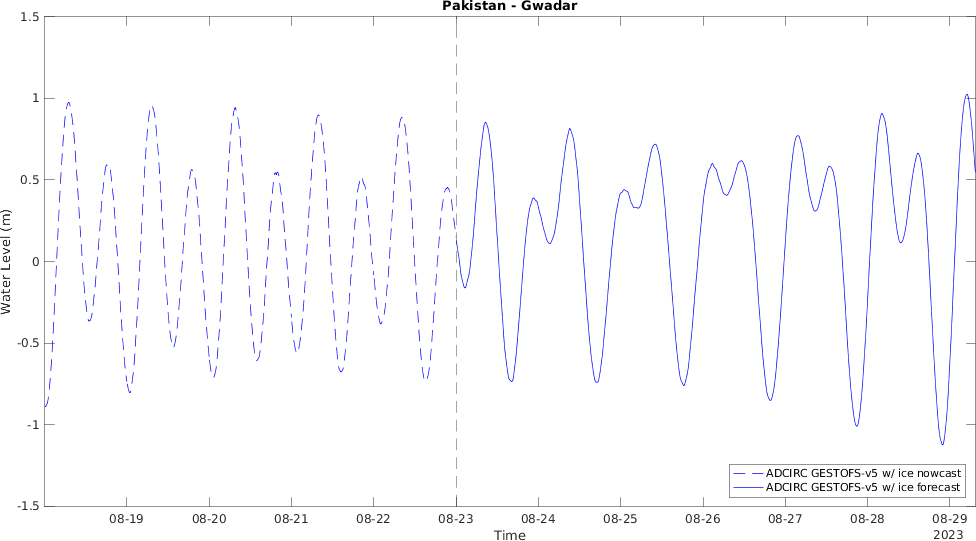 Pakistan - Gwadar
Water Level (m)
1.5
1
0.5
0
-0.5
-1
-1.5
08-19 08-20 08-21 08-22 08-23 08-24 08-25 08-26 08-27 08-28 08-29
2023
Time
ADCIRC GESTOFS-v5 w/ ice nowcast
ADCIRC GESTOFS-v5 w/ ice forecast